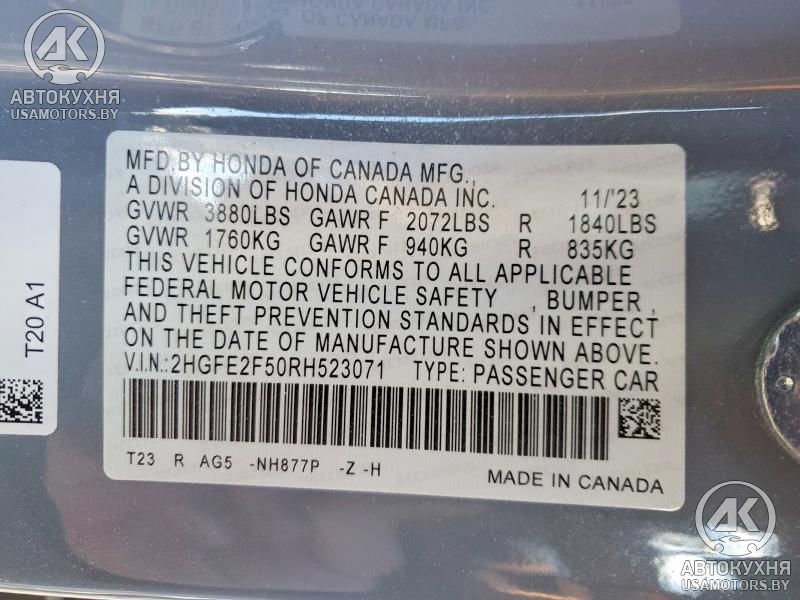 АВТОКУХНЯ
USAMOTORS.BY
MFD BY HONDA OF CANADA MFG.,
A DIVISION OF HONDA CANADA INC. 11/'23
GVWR 3880LBS GAWR F 2072LBS R 1840LBS
GVWR 1760KG GAWR F 940KG R 835KG
THIS VEHICLE CONFORMS TO ALL APPLICABLE
FEDERAL MOTOR VEHICLE SAFETY , BUMPER ,
AND THEFT PREVENTION STANDARDS IN EFFECT
ON THE DATE OF MANUFACTURE SHOWN ABOVE.
V.I.N.:2HGFE2F50RH523071 TYPE: PASSENGER CAR
T23 R AG5 -NH877P -Z -H
MADE IN CANADA
T20 A1
АВТОКУХНЯ
USAMOTORS.BY